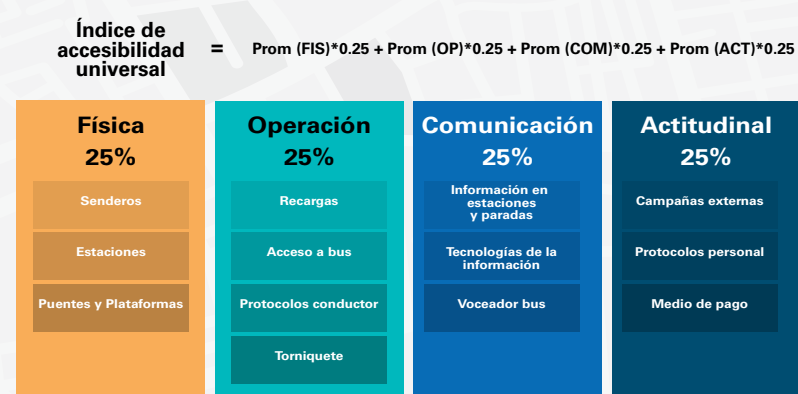 Índice de
accesibilidad
universal
= Prom (FIS)*0.25 + Prom (OP)*0.25 + Prom (COM)*0.25 + Prom (ACT)*0.25
Física
25%
Senderos
Estaciones
Puentes y Plataformas
Operación
25%
Recargas
Acceso a bus
Protocolos conductor
Torniquete
Comunicación
25%
Información en
estaciones
y paradas
Tecnologías de la
información
Voceador bus
Actitudinal
25%
Campañas externas
Protocolos personal
Medio de pago